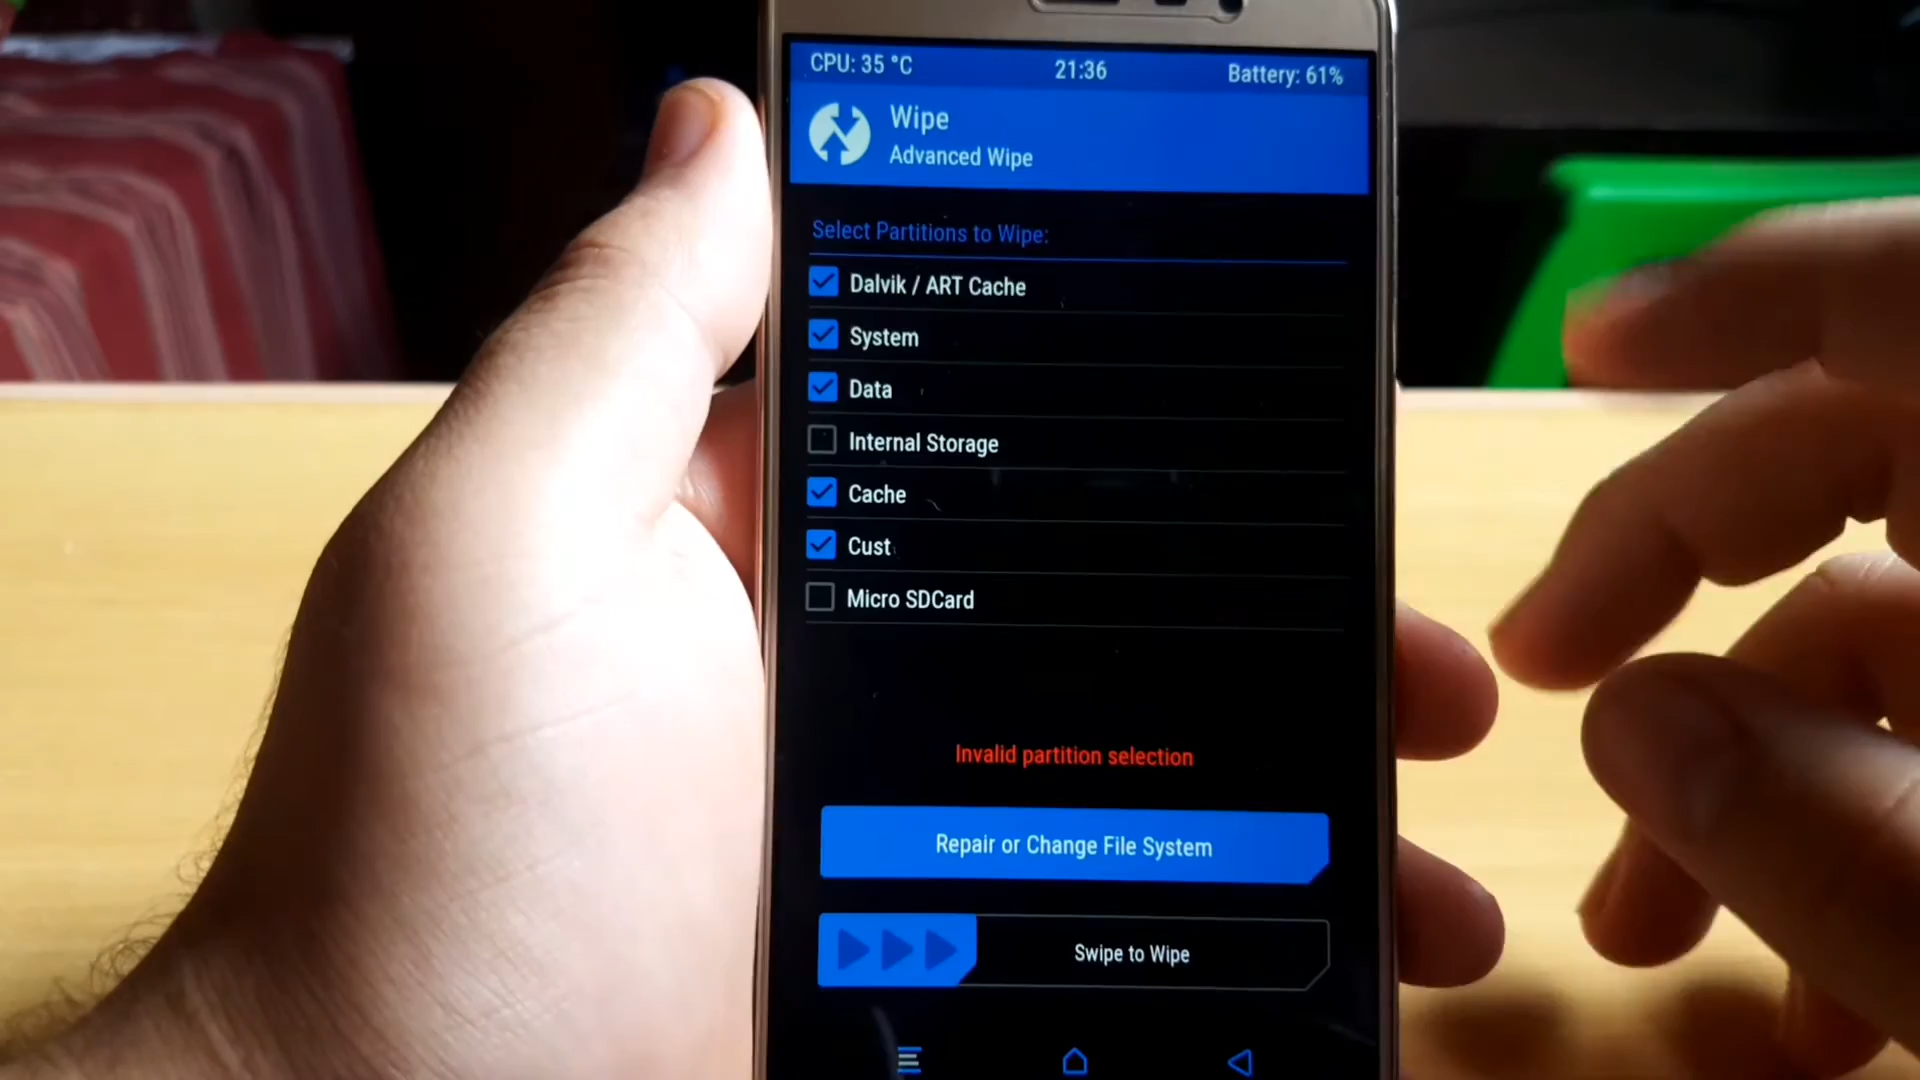 CPU: 35 °C 21:36 Battery: 61%
Wipe
Advanced Wipe
Select Partitions to Wipe:
Dalvik / ART Cache
System
Data
Internal Storage
Cache
Cust
Micro SDCard
Invalid partition selection
Repair or Change File System
Swipe to Wipe